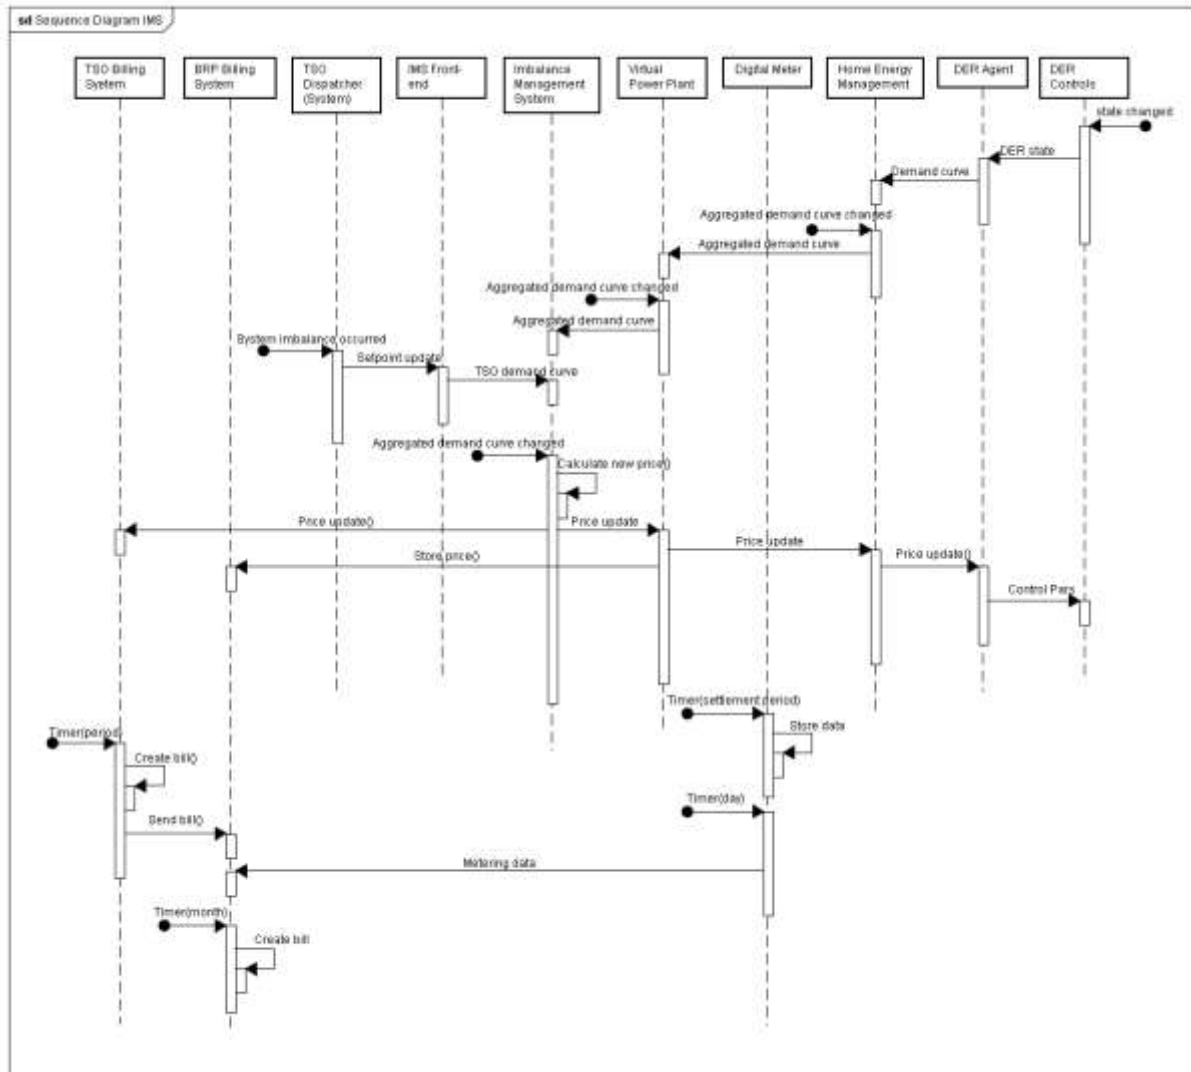 sd Sequence Diagram IMS
TSO Billing
System
BRP Billing
System
TSO
Dispatcher
(System)
IMS Front-
end
Imbalance
Management
System
Virtual
Power Plant
Digital Meter
Home Energy
Management
DER Agent
DER
Controls
state changed
DER state
Demand curve
Aggregated demand curve changed
Aggregated demand curve
Aggregated demand curve changed
Aggregated demand curve
System imbalance occurred
Setpoint update
TSO demand curve
Aggregated demand curve changed
Calculate new price()
Price update()
Price update
Price update
Store price()
Price update()
Control Pars
Timer(settlement period)
Store data
Timer(period)
Create bill()
Timer(day)
Send bill()
Metering data
Timer(month)
Create bill